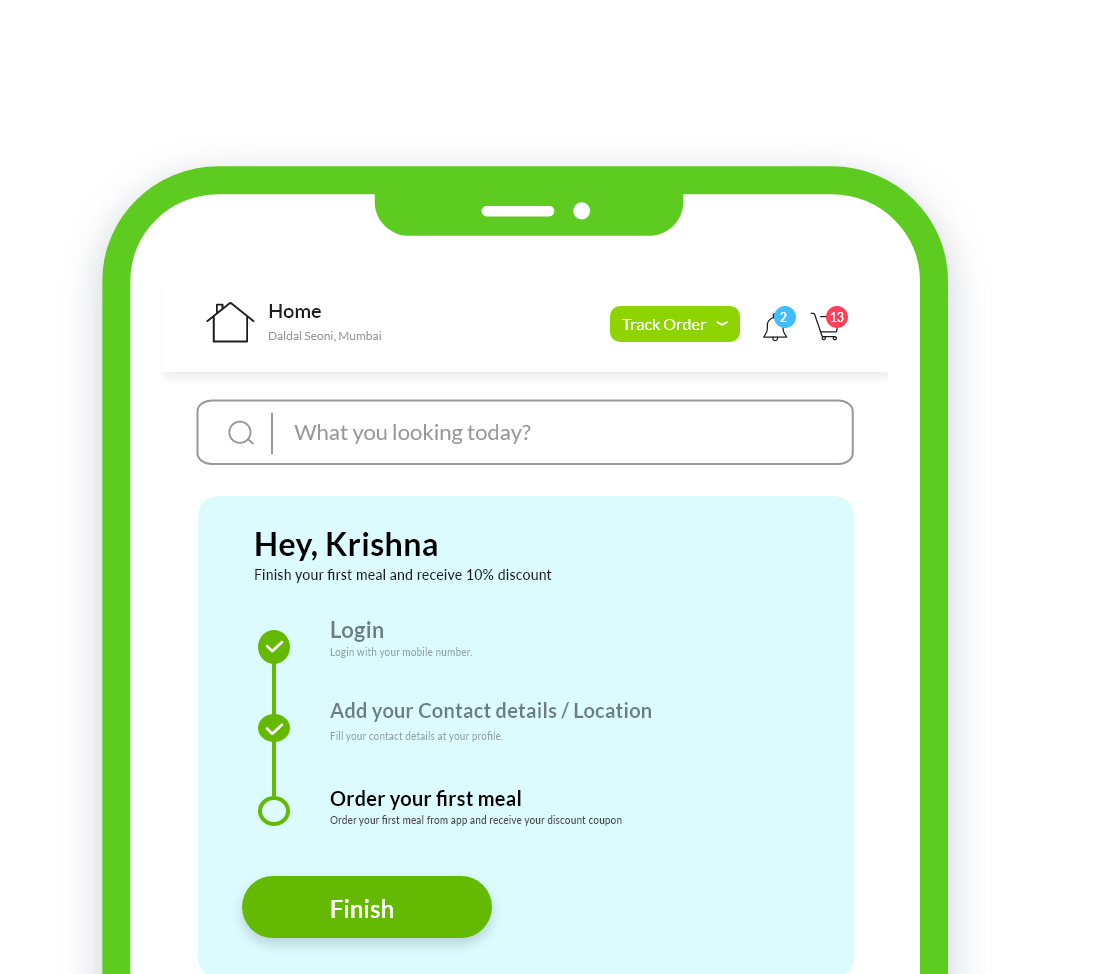 Home
Daldal Seoni, Mumbai
Track Order
2
13
What you looking today?
Hey, Krishna
Finish your first meal and receive 10% discount
Login
Login with your mobile number.
Add your Contact details / Location
Fill your contact details at your profile.
Order your first meal
Order your first meal from app and receive your discount coupon
Finish